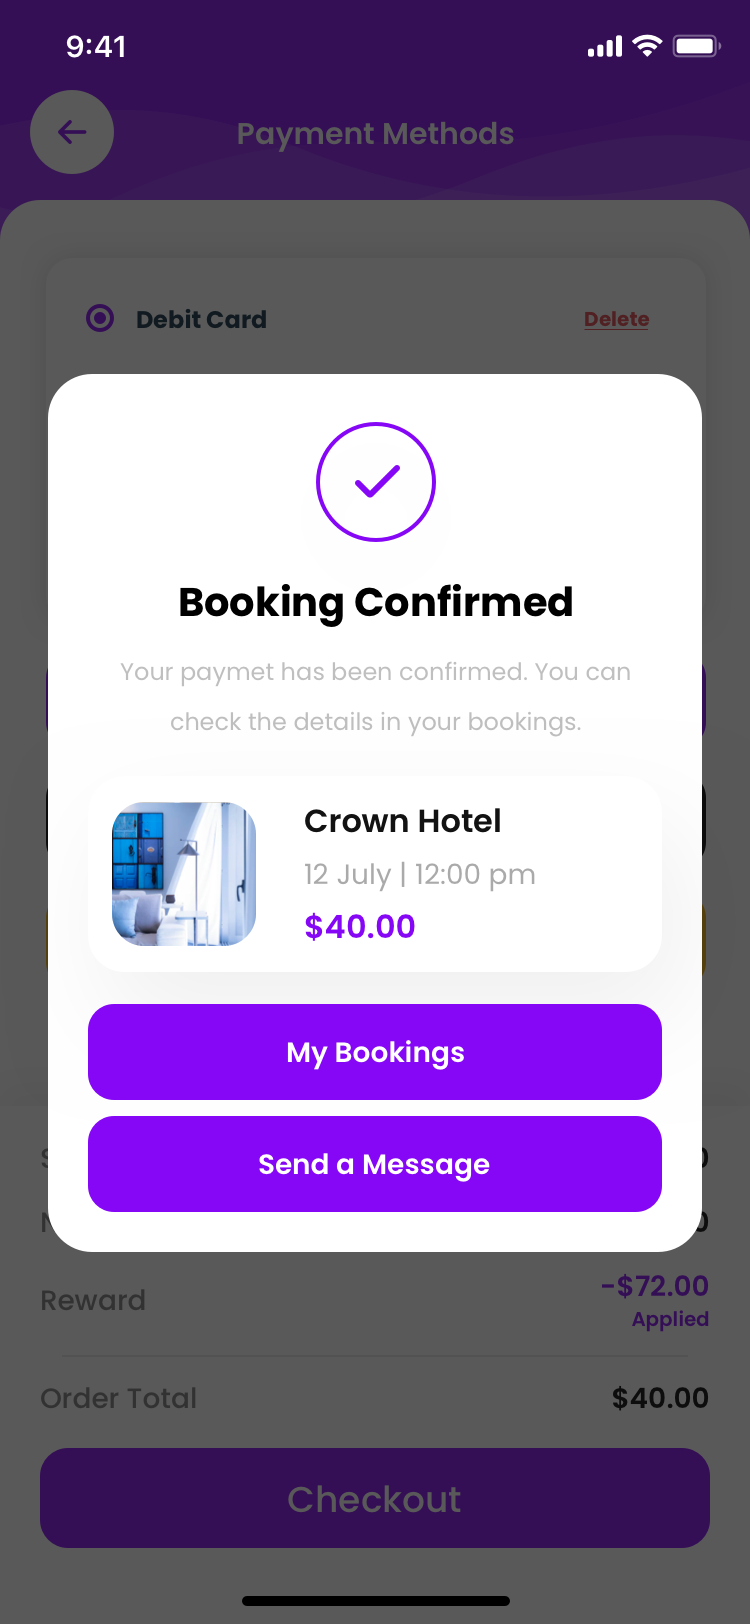 9:41
Payment Methods
Debit Card
Delete
Booking Confirmed
Your paymet has been confirmed. You can
check the details in your bookings.
Crown Hotel
12 July | 12:00 pm
$40.00
My Bookings
Send a Message
Reward
-$72.00
Applied
Order Total
$40.00
Checkout